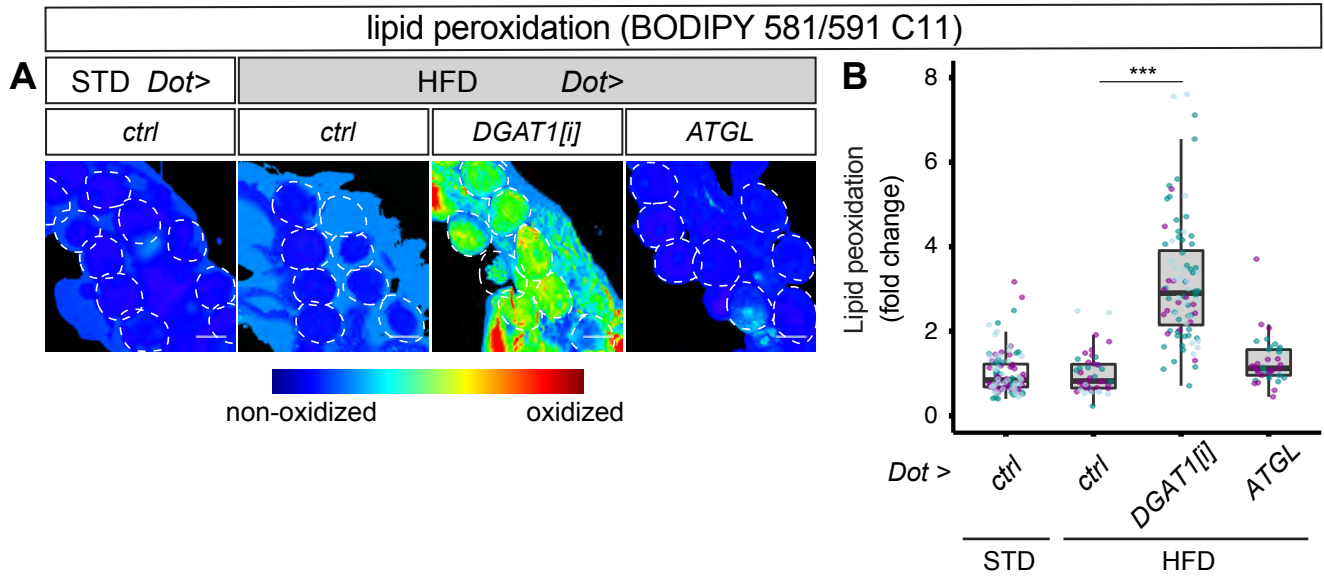 lipid peroxidation (BODIPY 581/591 C11)
A
STD Dot>
HFD Dot>
ctrl
ctrl
DGAT1[i]
ATGL
non-oxidized
oxidized
B
Lipid peoxidation
(fold change)
8
6
4
2
0
***
Dot >
ctrl
ctrl
DGAT1[i]
ATGL
STD
HFD